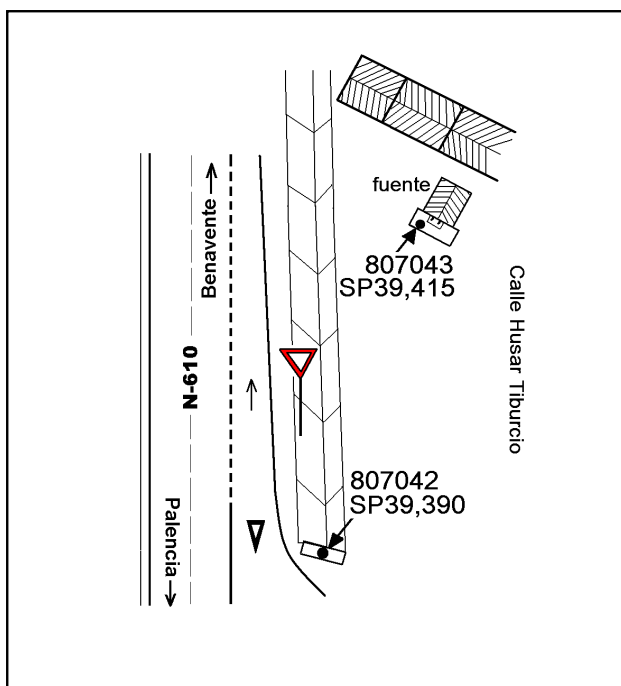 fuente
807043
SP39,415
Calle Husar Tiburcio
Benavente
N-610
807042
SP39,390
Palencia